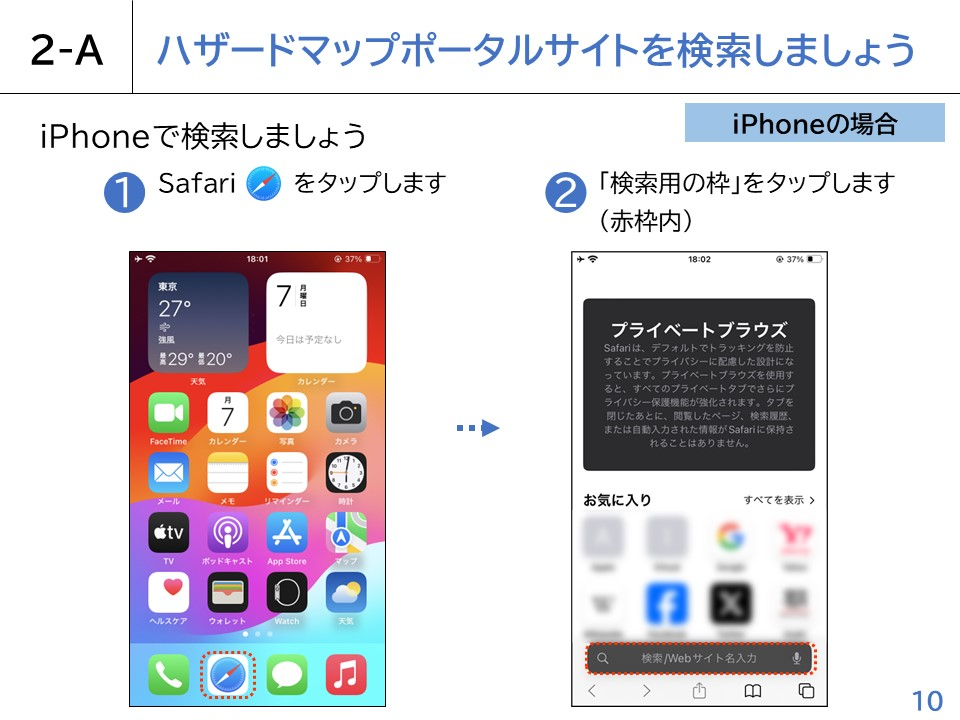 2-A
ハザードマップポータルサイトを検索しましょう
iPhoneで検索しましょう
iPhoneの場合
1 Safari をタップします
2 「検索用の枠」をタップします
（赤枠内）
18:01 37%
東京
27°
強風
最高29° 最低20°
天気
7 月曜日
今日は予定なし
カレンダー
月
7
FaceTime カレンダー 写真 カメラ
メール メモ リマインダー 時計
tv
TV ポッドキャスト App Store マップ
ヘルスケア ウォレット Watch 天気
18:02 37%
プライベートブラウズ
Safariは、デフォルトでトラッキングを防止
することでプライバシーに配慮した設計にな
っています。プライベートブラウズを使用す
ると、すべてのプライベートタブでさらにプ
ライバシー保護機能が強化されます。タブを
閉じたあとに、閲覧したページ、検索履歴、
または自動入力された情報がSafariに保持さ
れることはありません。
お気に入り すべてを表示
検索/Webサイト名入力
10